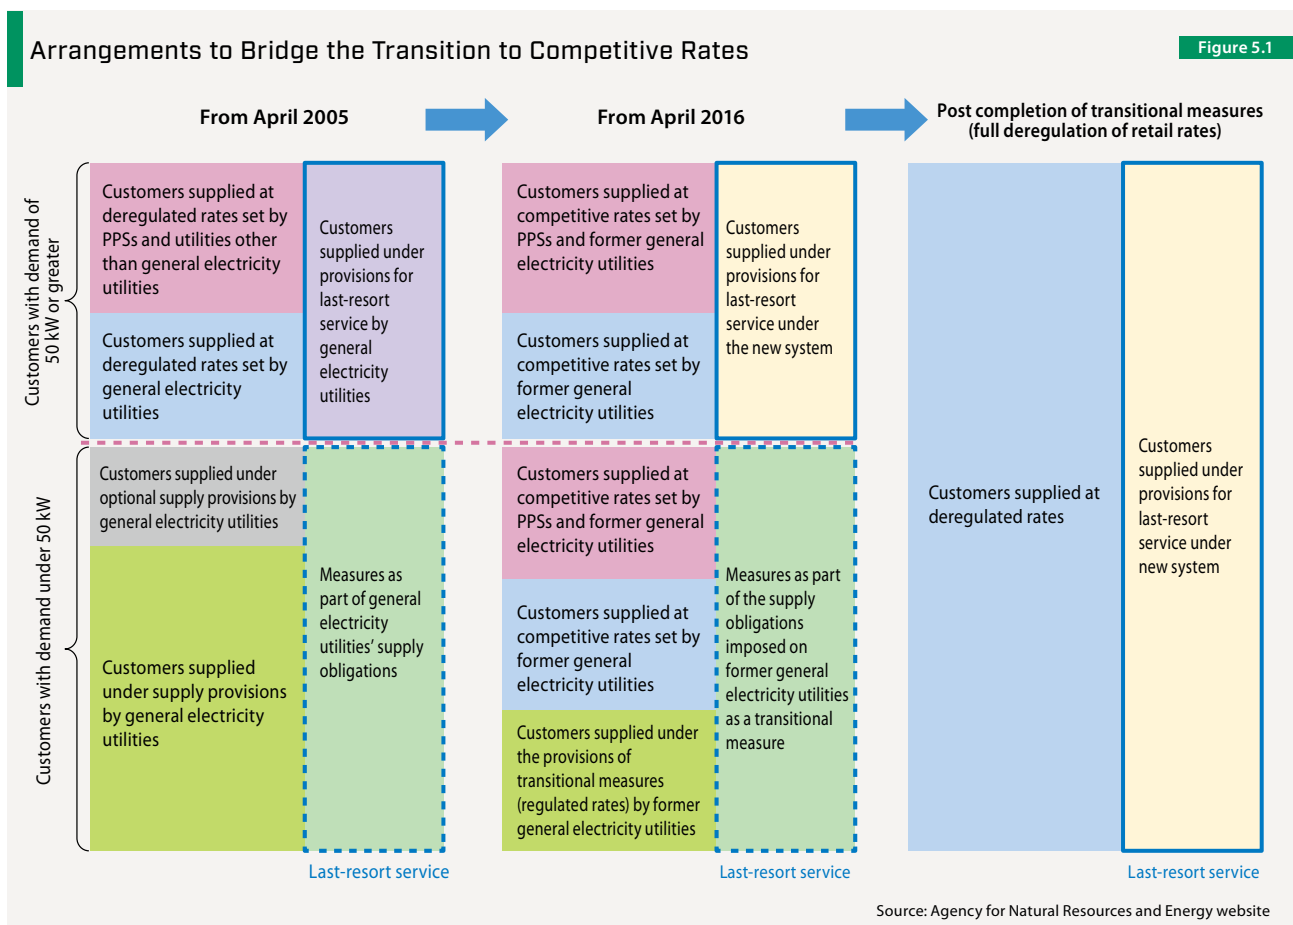 Arrangements to Bridge the Transition to Competitive Rates
Figure 5.1
From April 2005
From April 2016
Post completion of transitional measures
(full deregulation of retail rates)
Customers with demand of
50 kW or greater
Customers supplied at
deregulated rates set by
PPSs and utilities other
than general electricity
utilities
Customers supplied at
deregulated rates set by
general electricity
utilities
Customers
supplied under
provisions for
last-resort
service by
general
electricity
utilities
Customers supplied at
competitive rates set by
PPSs and former general
electricity utilities
Customers supplied at
competitive rates set by
former general
electricity utilities
Customers
supplied under
provisions for
last-resort
service under
the new system
Customers with demand under 50 kW
Customers supplied under
optional supply provisions by
general electricity utilities
Customers supplied
under supply provisions
by general electricity
utilities
Measures as
part of general
electricity
utilities’ supply
obligations
Customers supplied at
competitive rates set by
PPSs and former general
electricity utilities
Customers supplied at
competitive rates set by
former general
electricity utilities
Customers supplied under
the provisions of
transitional measures
(regulated rates) by former
general electricity utilities
Measures as part
of the supply
obligations
imposed on
former general
electricity utilities
as a transitional
measure
Customers supplied at
deregulated rates
Customers
supplied under
provisions for
last-resort
service under
new system
Last-resort service
Last-resort service
Last-resort service
Source: Agency for Natural Resources and Energy website